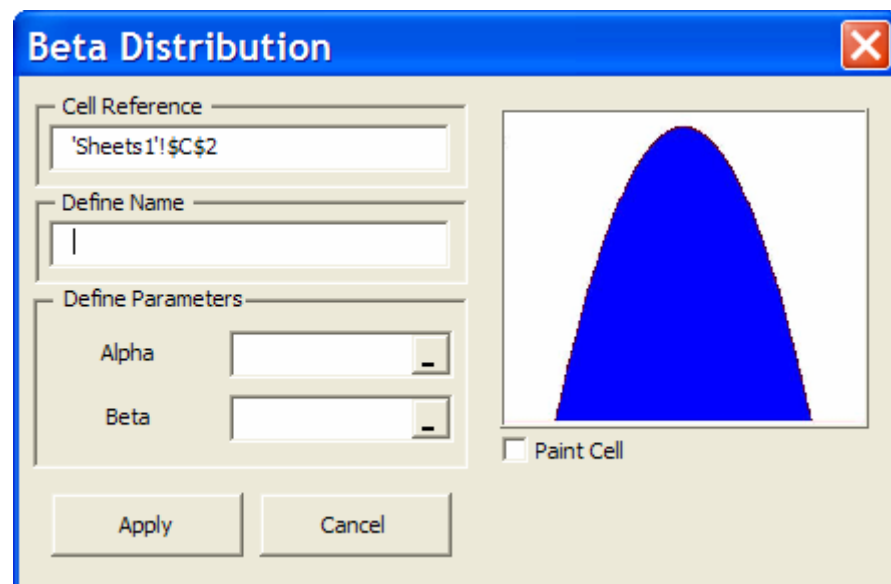 Beta Distribution
Cell Reference
'Sheets1'!$C$2
Define Name
Define Parameters
Alpha
Beta
Paint Cell
Apply
Cancel